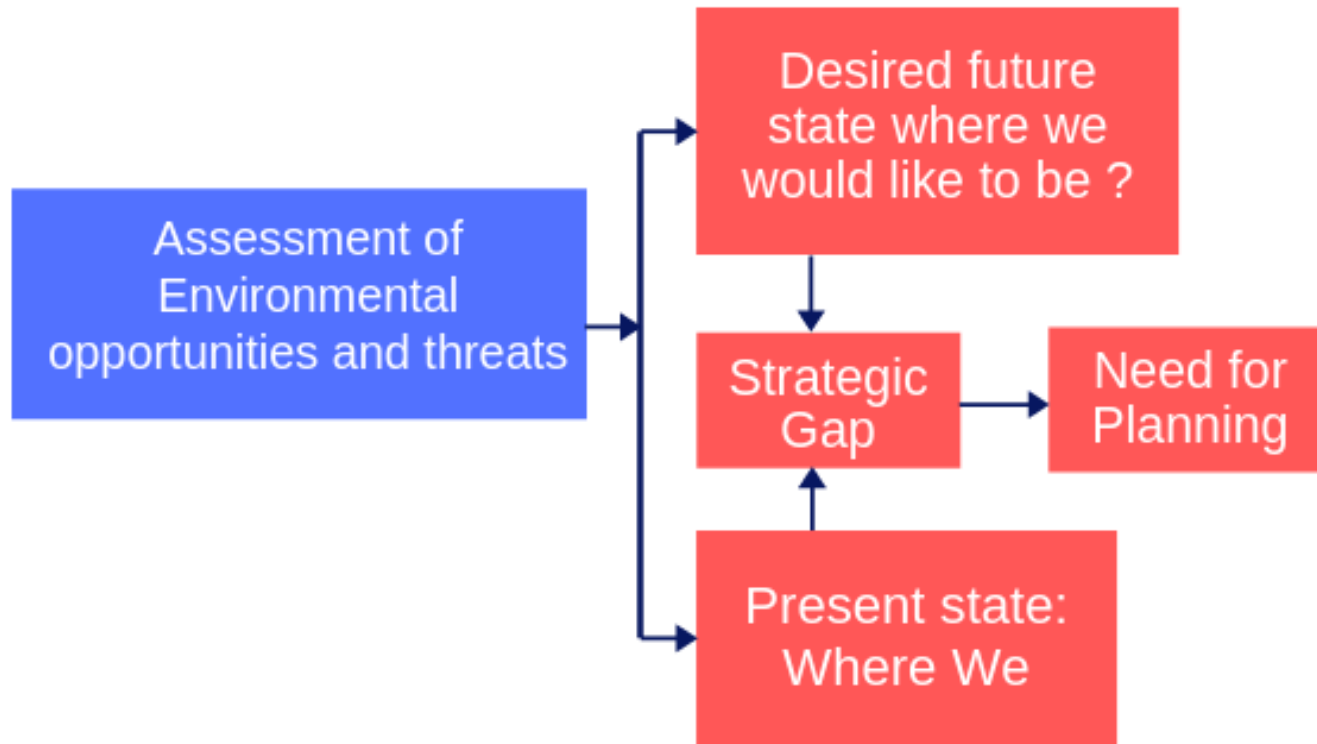 Assessment of
Environmental
opportunities and threats
Desired future
state where we
would like to be ?
Strategic
Gap
Need for
Planning
Present state:
Where We